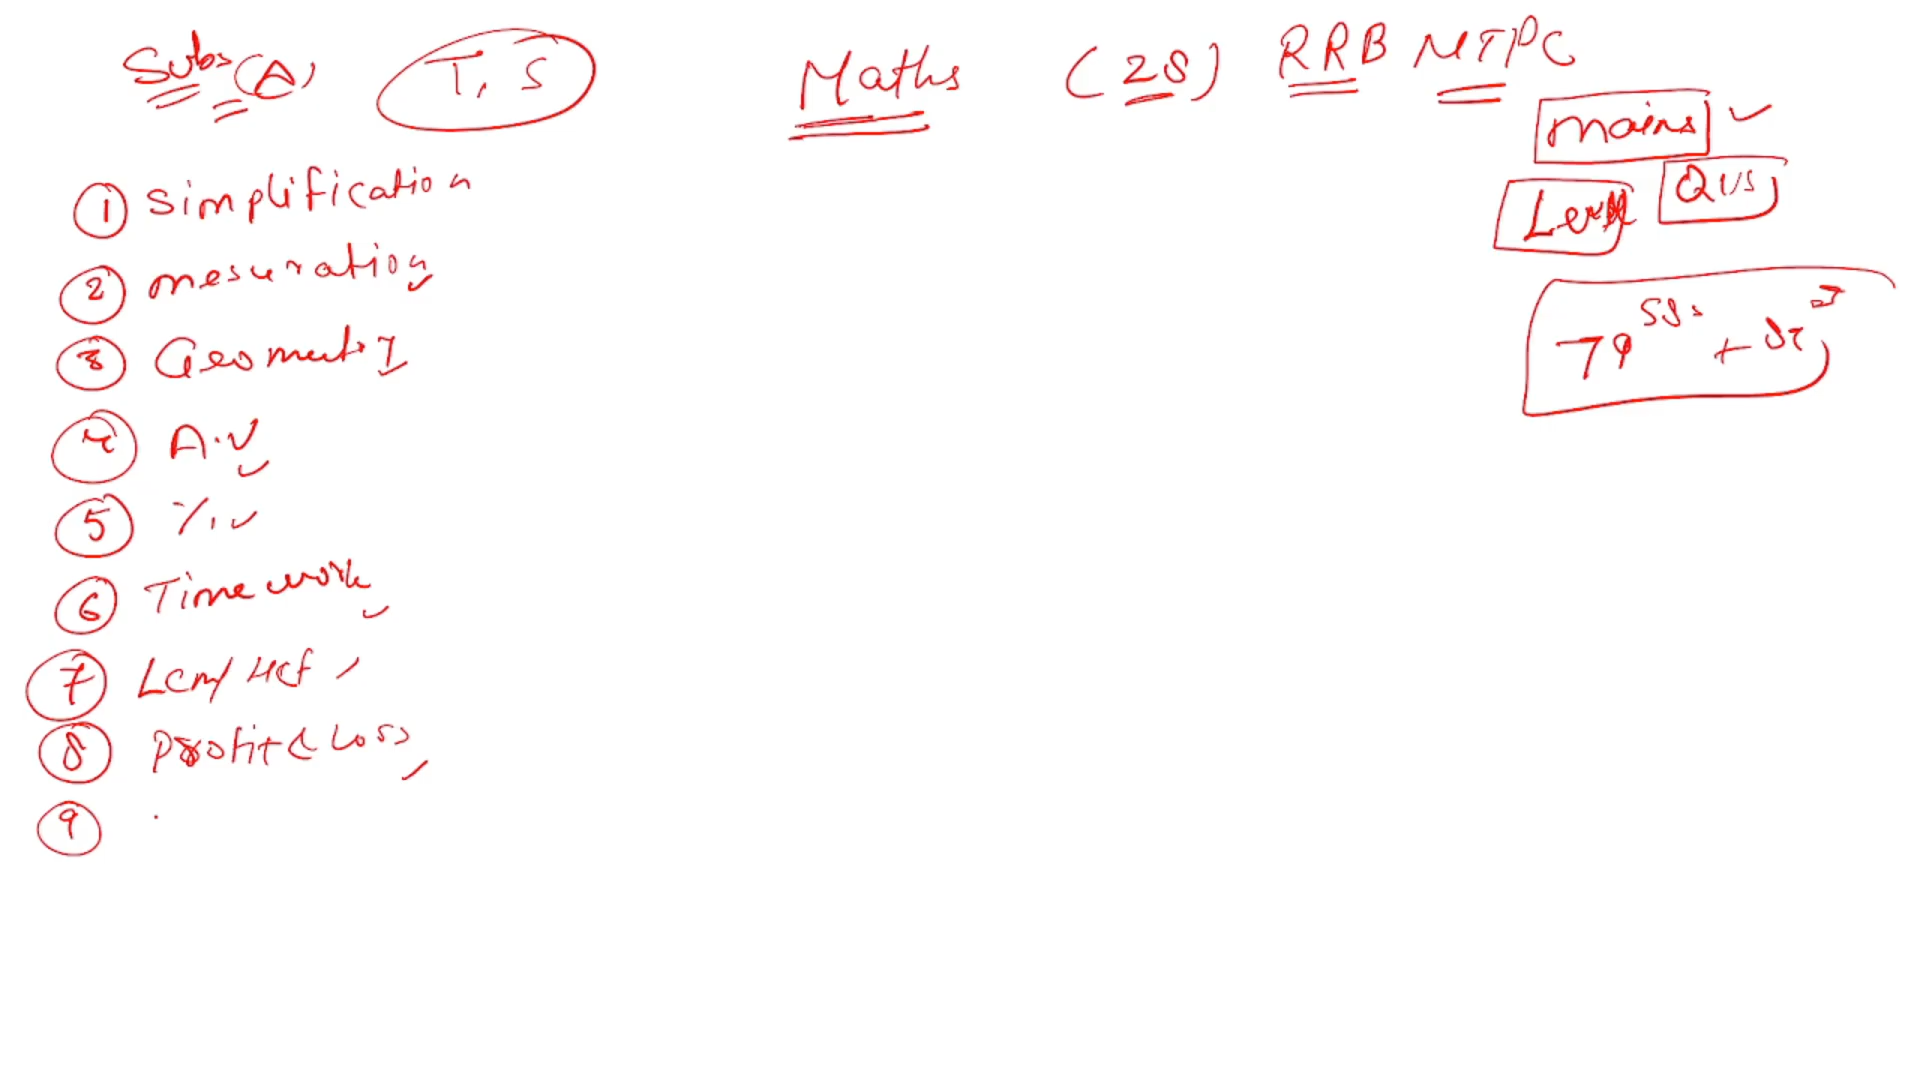 Subs (A) T, S Maths (28) RRB NTPC
mains
Level Qus
79
① Simplification
② mesuration
③ Geometry
④ A.V
⑤ %
⑥ Time work
⑦ Lcm/Hcf
⑧ Profit & Loss
⑨